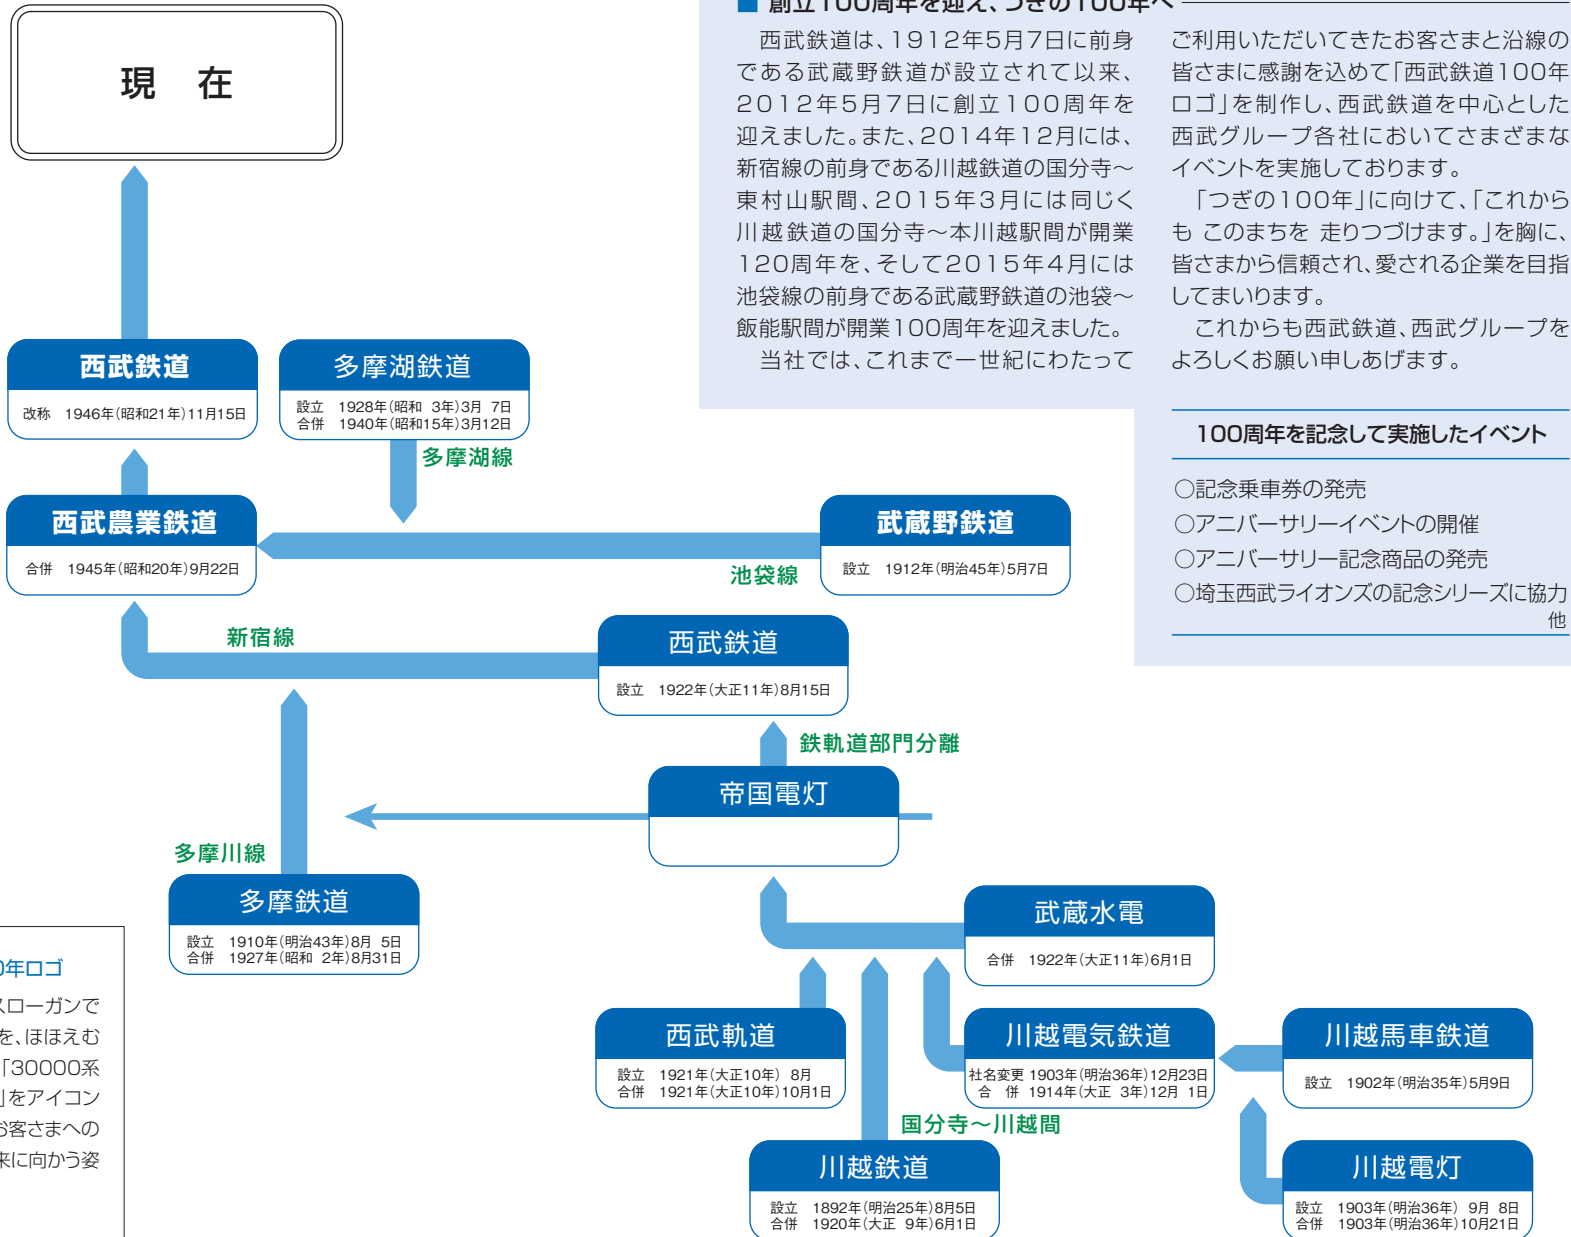 創立100周年を迎え、つぎの100年へ
西武鉄道は、1912年5月7日に前身
である武蔵野鉄道が設立されて以来、
2012年5月7日に創立100周年を
迎えました。また、2014年12月には、
新宿線の前身である川越鉄道の国分寺～
東村山駅間、2015年3月には同じく
川越鉄道の国分寺～本川越駅間が開業
120周年を、そして2015年4月には
池袋線の前身である武蔵野鉄道の池袋～
飯能駅間が開業100周年を迎えました。
当社では、これまで一世紀にわたって
ご利用いただいてきたお客さまと沿線の
皆さまに感謝を込めて「西武鉄道100年
ロゴ」を制作し、西武鉄道を中心とした
西武グループ各社においてさまざまな
イベントを実施しております。
「つぎの100年」に向けて、「これから
も このまちを 走りつづけます。」を胸に、
皆さまから信頼され、愛される企業を目指
してまいります。
これからも西武鉄道、西武グループを
よろしくお願い申しあげます。
100周年を記念して実施したイベント
○記念乗車券の発売
○アニバーサリーイベントの開催
○アニバーサリー記念商品の発売
○埼玉西武ライオンズの記念シリーズに協力
他
現 在
西武鉄道
改称 1946年(昭和21年)11月15日
多摩湖鉄道
設立 1928年(昭和 3年)3月 7日
合併 1940年(昭和15年)3月12日
多摩湖線
西武農業鉄道
合併 1945年(昭和20年)9月22日
武蔵野鉄道
設立 1912年(明治45年)5月7日
池袋線
新宿線
西武鉄道
設立 1922年(大正11年)8月15日
鉄軌道部門分離
帝国電灯
多摩川線
多摩鉄道
設立 1910年(明治43年)8月 5日
合併 1927年(昭和 2年)8月31日
武蔵水電
合併 1922年(大正11年)6月1日
西武軌道
設立 1921年(大正10年) 8月
合併 1921年(大正10年)10月1日
川越電気鉄道
社名変更 1903年(明治36年)12月23日
合 併 1914年(大正 3年)12月 1日
川越馬車鉄道
設立 1902年(明治35年)5月9日
国分寺～川越間
川越鉄道
設立 1892年(明治25年)8月5日
合併 1920年(大正 9年)6月1日
川越電灯
設立 1903年(明治36年) 9月 8日
合併 1903年(明治36年)10月21日
0年ロゴ
スローガンで
を、ほほえむ
「30000系
」をアイコン
お客さまへの
来に向かう姿